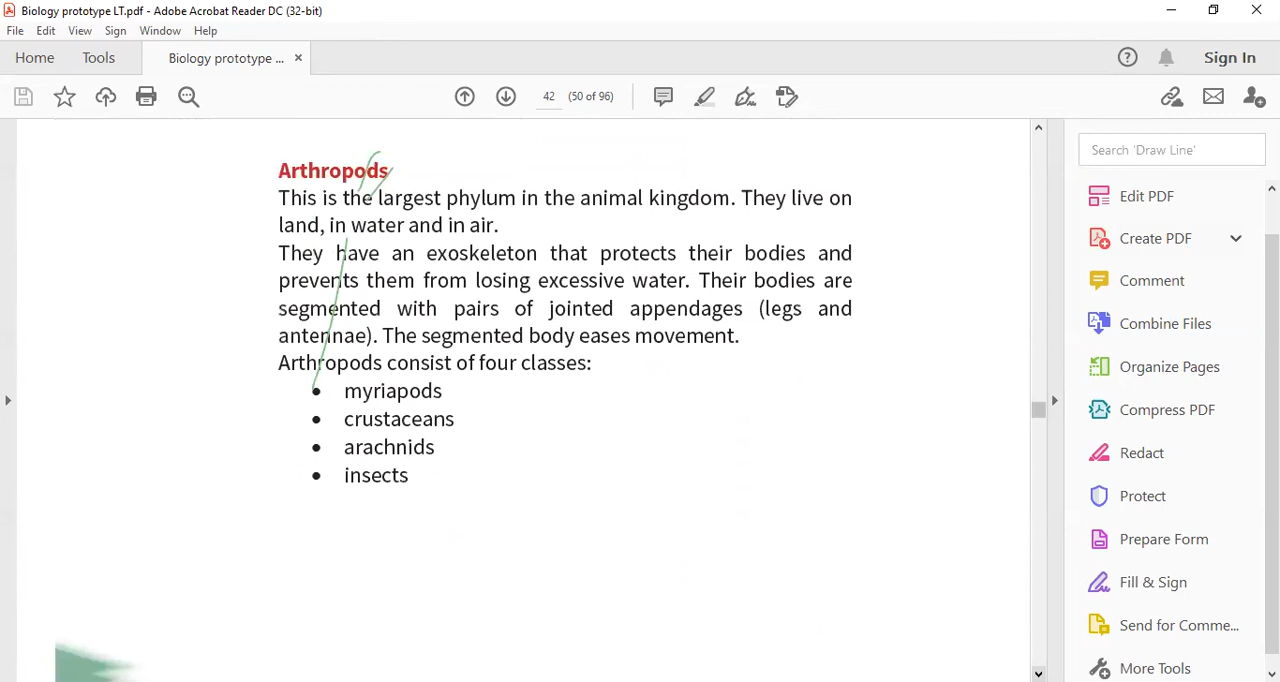 Biology prototype LT.pdf - Adobe Acrobat Reader DC (32-bit)
File Edit View Sign Window Help
Home Tools Biology prototype ... × Sign In
42 (50 of 96)
Search 'Draw Line'
Arthropods
This is the largest phylum in the animal kingdom. They live on
land, in water and in air.
They have an exoskeleton that protects their bodies and
prevents them from losing excessive water. Their bodies are
segmented with pairs of jointed appendages (legs and
antennae). The segmented body eases movement.
Arthropods consist of four classes:
• myriapods
• crustaceans
• arachnids
• insects
Edit PDF
Create PDF
Comment
Combine Files
Organize Pages
Compress PDF
Redact
Protect
Prepare Form
Fill & Sign
Send for Comme...
More Tools